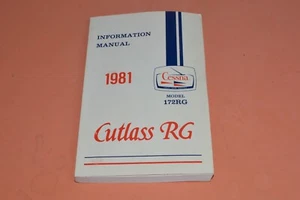 INFORMATION
MANUAL
1981
Cessna
MODEL
172RG
Cutlass RG